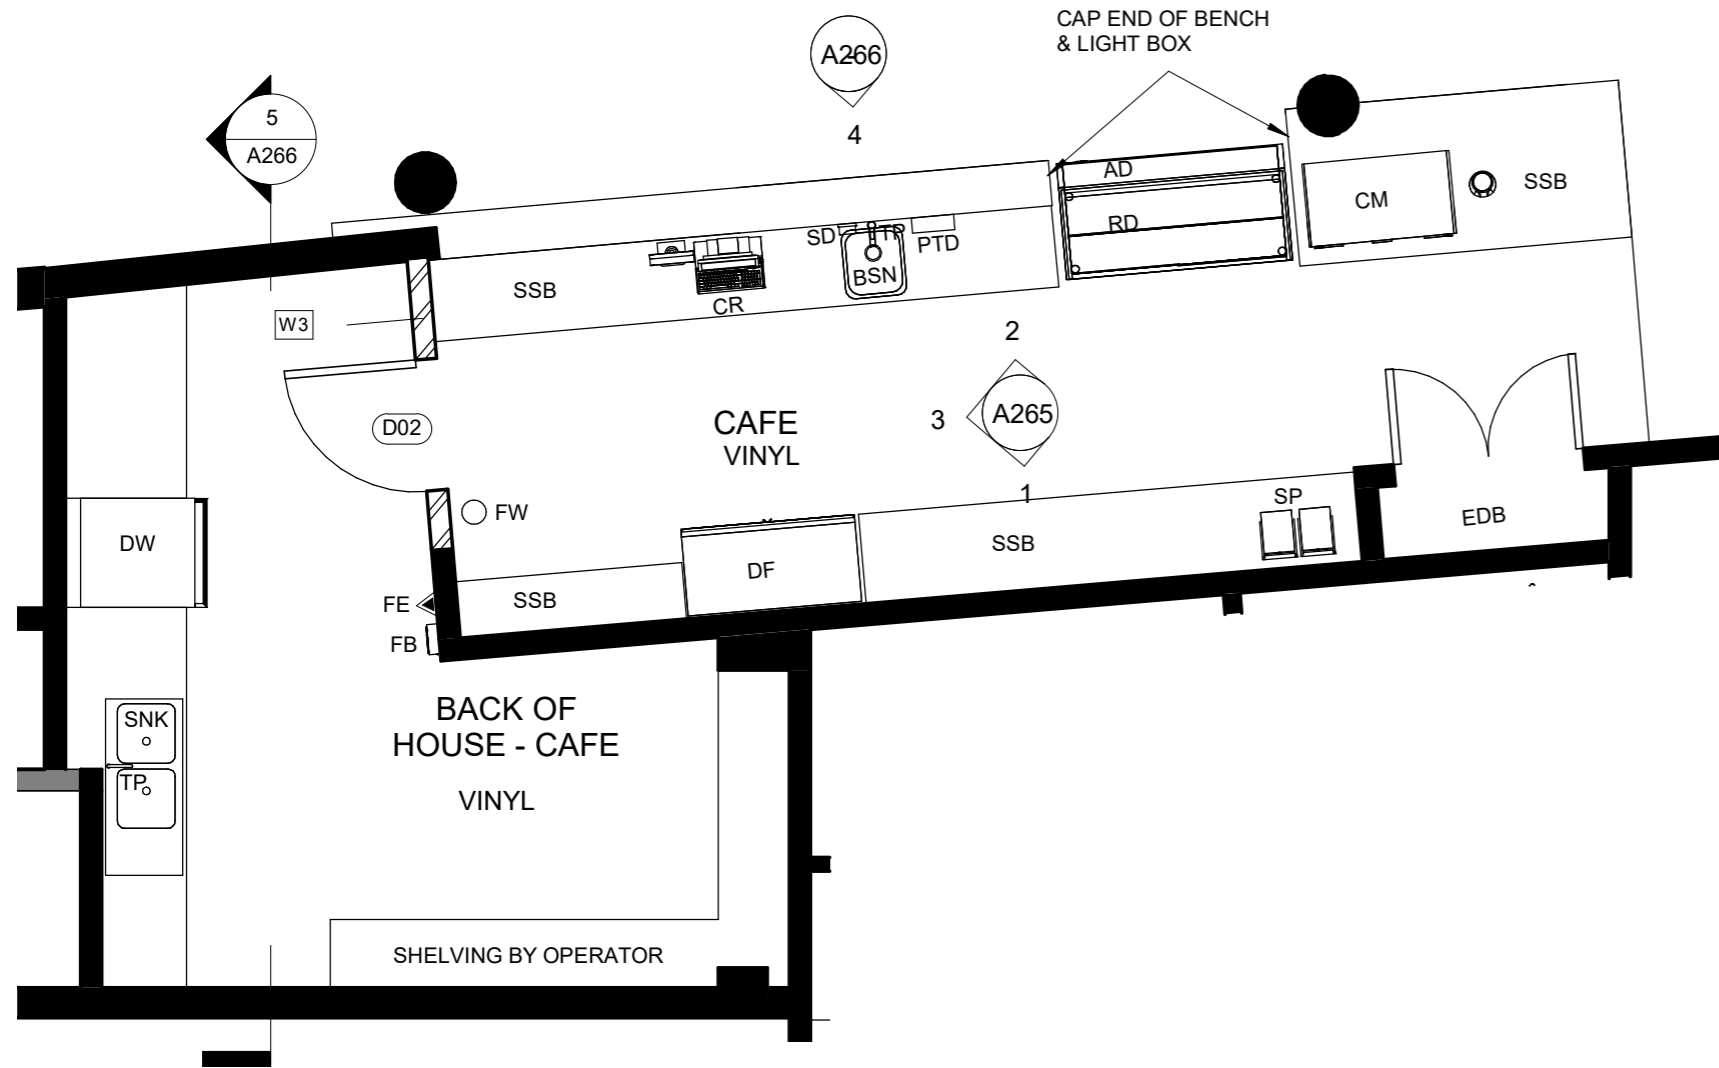 CAP END OF BENCH
& LIGHT BOX
A266
4
5
A266
AD
RD
CM
SSB
SD
TP
PTD
BSN
SSB
CR
W3
2
CAFE
VINYL
3
A265
D02
1
SP
FW
EDB
DW
SSB
DF
FE
SSB
FB
BACK OF
HOUSE - CAFE
VINYL
SNK
TP
SHELVING BY OPERATOR